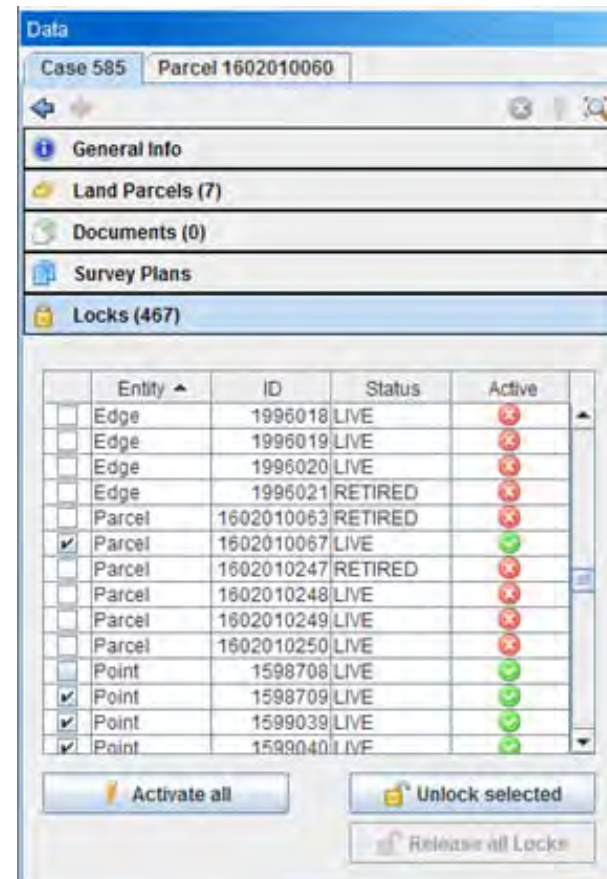 Data
Case 585 Parcel 1602010060
General Info
Land Parcels (7)
Documents (0)
Survey Plans
Locks (467)
Entity ID Status Active
Edge 1996018 LIVE
Edge 1996019 LIVE
Edge 1996020 LIVE
Edge 1996021 RETIRED
Parcel 1602010063 RETIRED
Parcel 1602010067 LIVE
Parcel 1602010247 RETIRED
Parcel 1602010248 LIVE
Parcel 1602010249 LIVE
Parcel 1602010250 LIVE
Point 1598708 LIVE
Point 1598709 LIVE
Point 1599039 LIVE
Point 1599040 LIVE
Activate all Unlock selected
Release all Locks